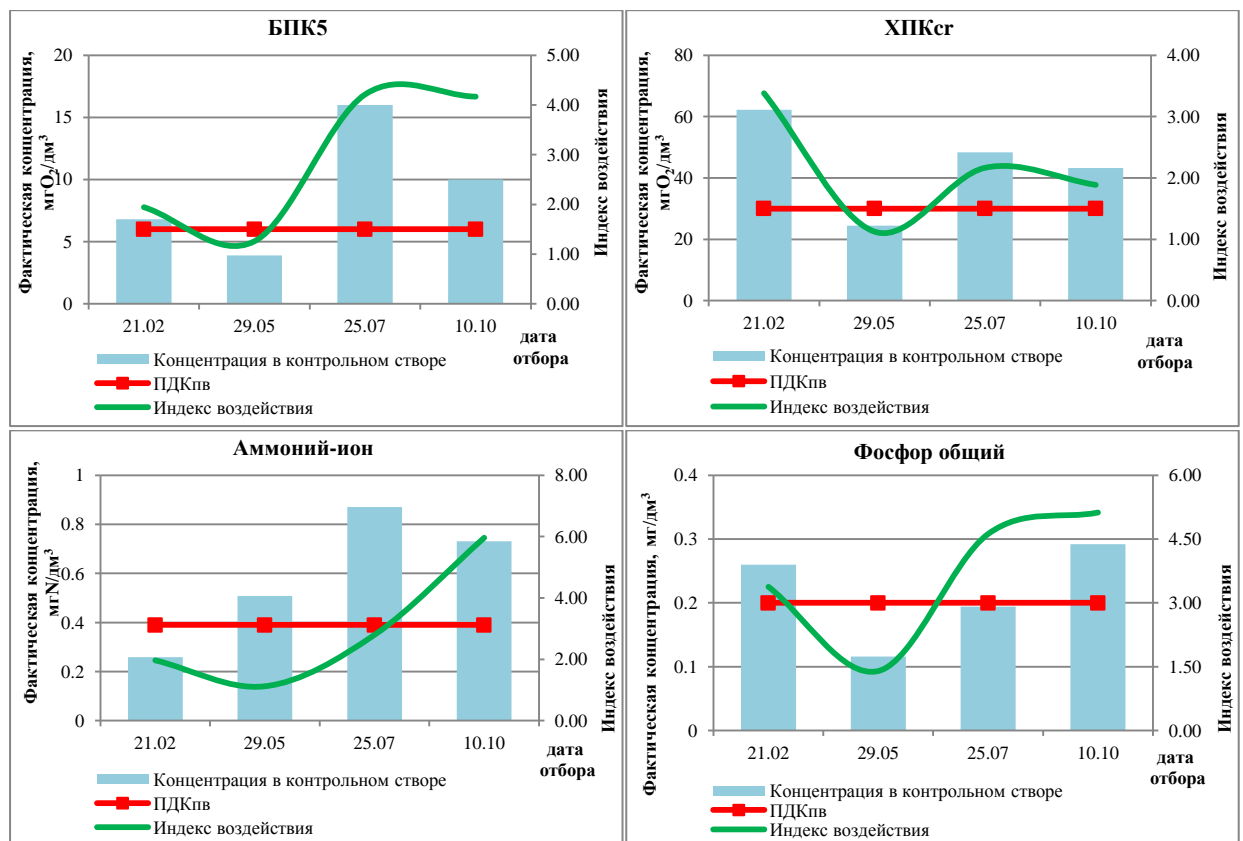 БПК5
Фактическая концентрация,
мгO₂/дм³
20
15
10
5
0
5.00
4.00
3.00
2.00
1.00
0.00
Индекс воздействия
21.02 29.05 25.07 10.10
дата
отбора
Концентрация в контрольном створе
ПДКпв
Индекс воздействия
ХПКcr
Фактическая концентрация,
мгO₂/дм³
80
60
40
20
0
4.00
3.00
2.00
1.00
0.00
Индекс воздействия
21.02 29.05 25.07 10.10
дата
отбора
Концентрация в контрольном створе
ПДКпв
Индекс воздействия
Аммоний-ион
Фактическая концентрация,
мгN/дм³
1
0.8
0.6
0.4
0.2
0
8.00
6.00
4.00
2.00
0.00
Индекс воздействия
21.02 29.05 25.07 10.10
дата
отбора
Концентрация в контрольном створе
ПДКпв
Индекс воздействия
Фосфор общий
Фактическая концентрация, мг/дм³
0.4
0.3
0.2
0.1
0
6.00
4.50
3.00
1.50
0.00
Индекс воздействия
21.02 29.05 25.07 10.10
дата
отбора
Концентрация в контрольном створе
ПДКпв
Индекс воздействия